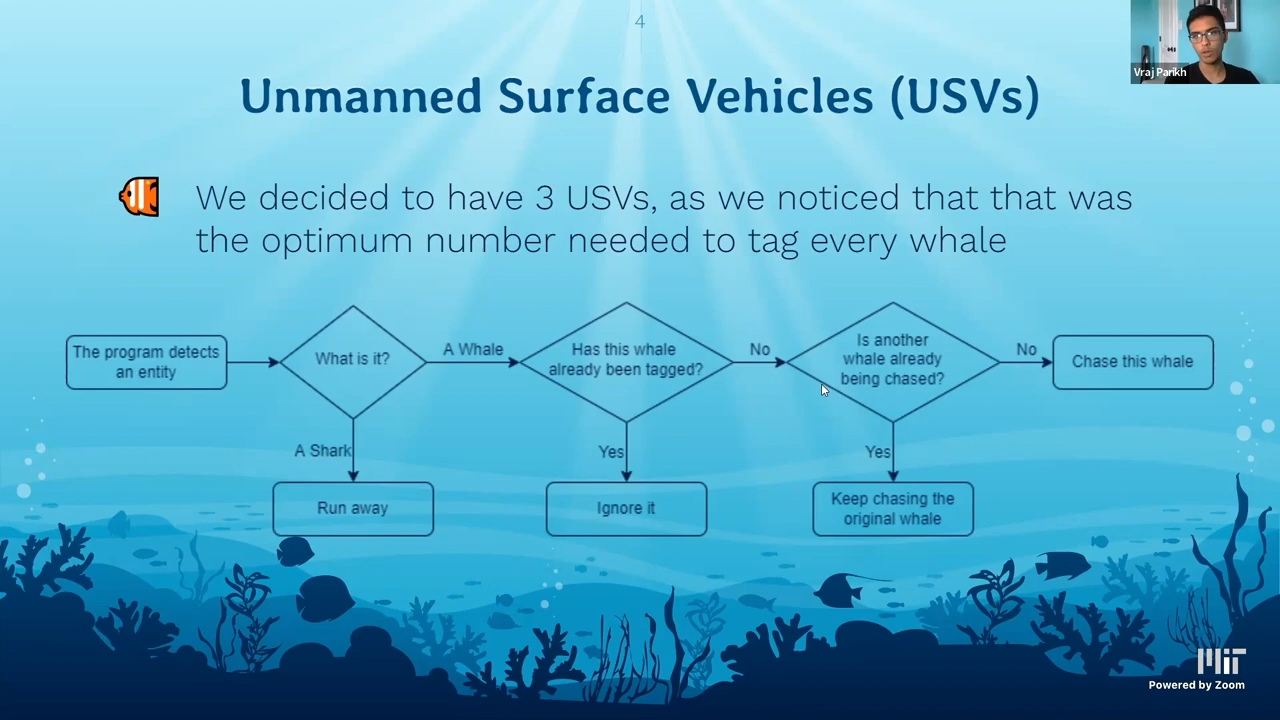 4
Vraj Parikh
Unmanned Surface Vehicles (USVs)
We decided to have 3 USVs, as we noticed that that was
the optimum number needed to tag every whale
The program detects
an entity
What is it?
A Whale
Has this whale
already been tagged?
No
Is another
whale already
being chased?
No
Chase this whale
A Shark
Yes
Yes
Run away
Ignore it
Keep chasing the
original whale
MIT
Powered by Zoom